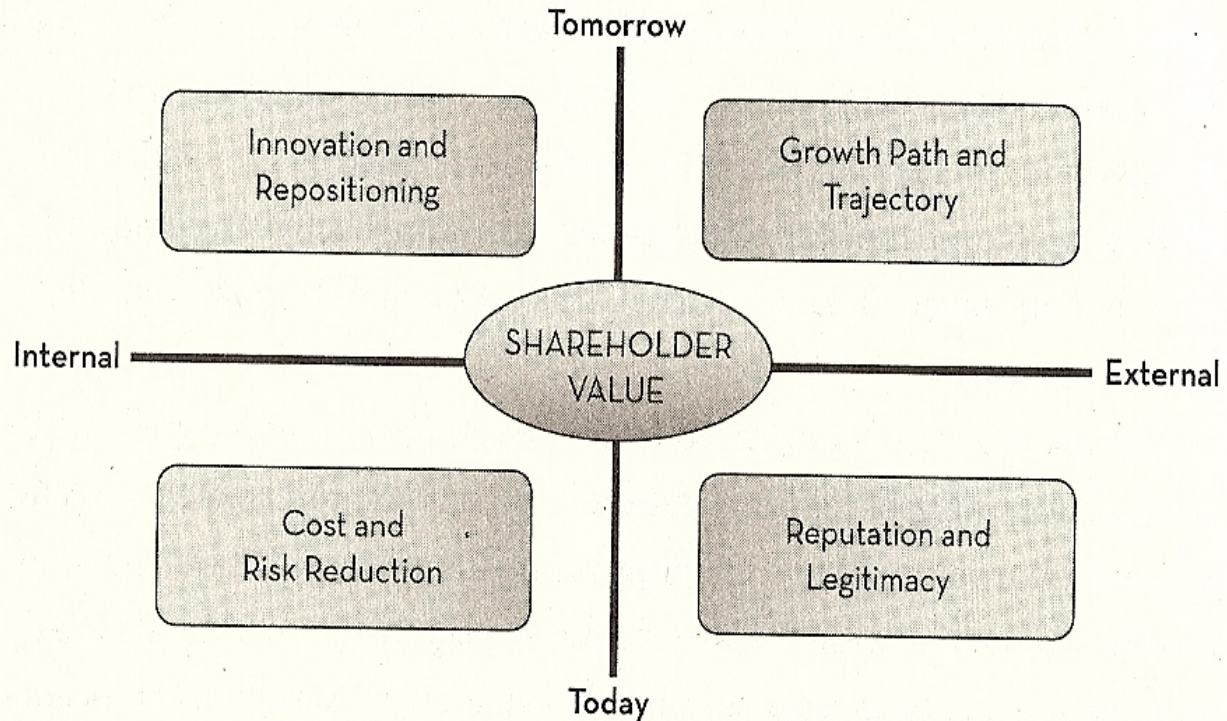 Tomorrow
Innovation and
Repositioning
Growth Path and
Trajectory
Internal
SHAREHOLDER
VALUE
External
Cost and
Risk Reduction
Reputation and
Legitimacy
Today